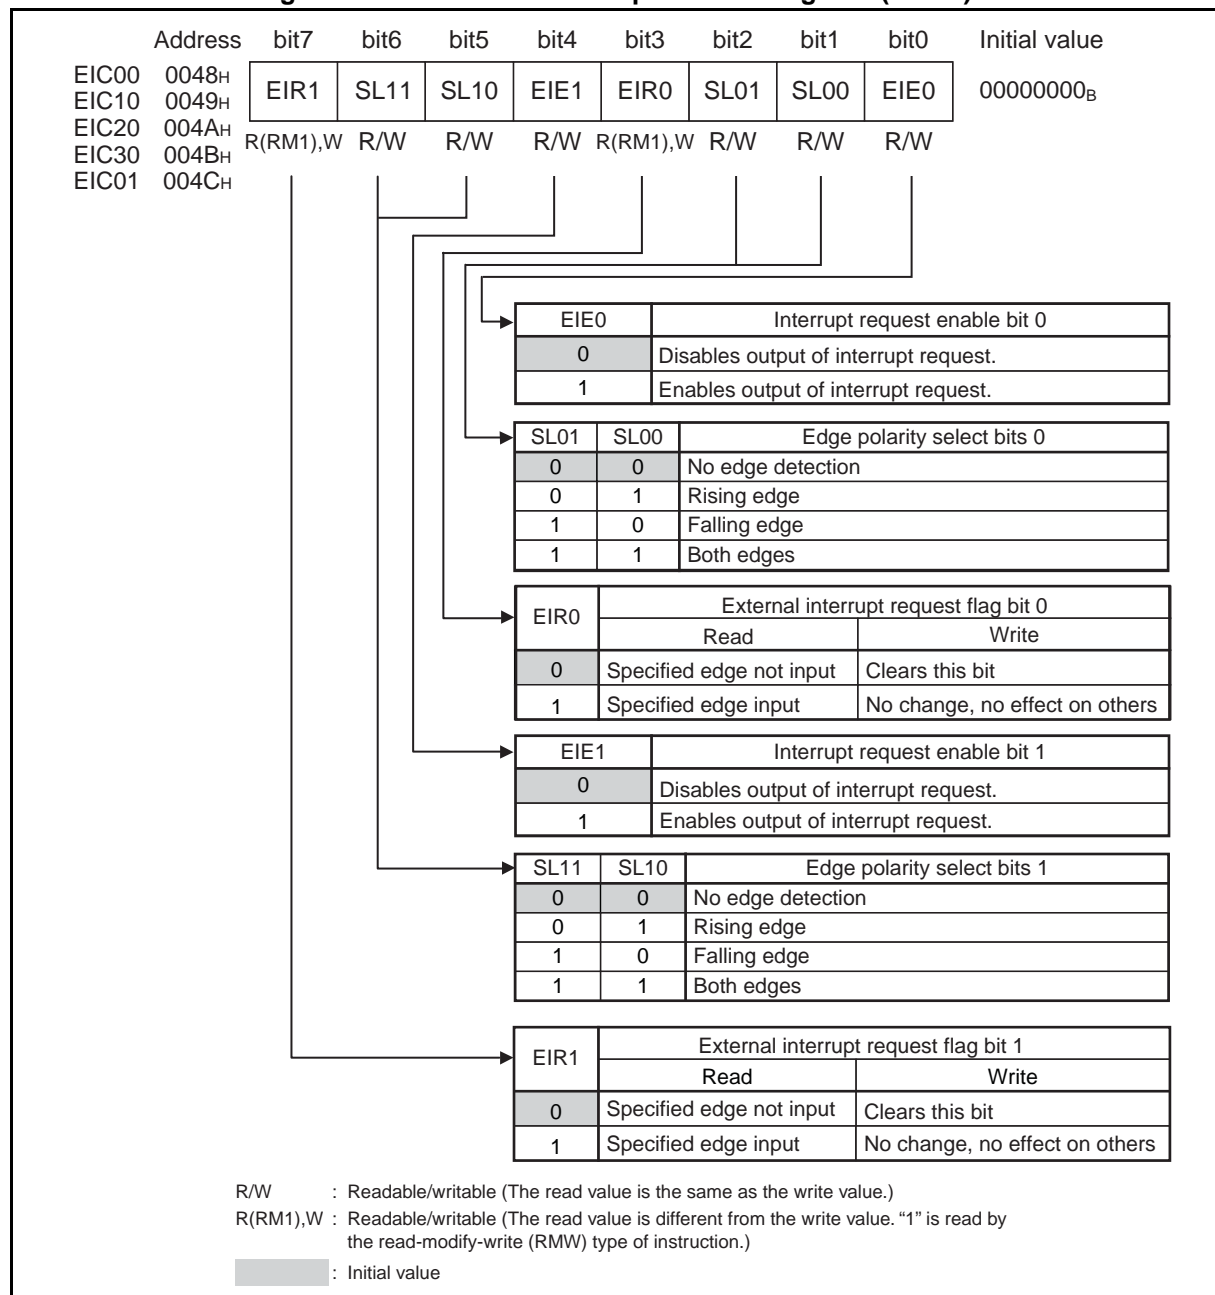 Address bit7 bit6 bit5 bit4 bit3 bit2 bit1 bit0 Initial value
EIC00 0048H EIR1 SL11 SL10 EIE1 EIR0 SL01 SL00 EIE0 00000000B
EIC10 0049H
EIC20 004AH R(RM1),W R/W R/W R/W R(RM1),W R/W R/W R/W
EIC30 004BH
EIC01 004CH
EIE0 Interrupt request enable bit 0
0 Disables output of interrupt request.
1 Enables output of interrupt request.
SL01 SL00 Edge polarity select bits 0
0 0 No edge detection
0 1 Rising edge
1 0 Falling edge
1 1 Both edges
EIR0 External interrupt request flag bit 0
Read Write
0 Specified edge not input Clears this bit
1 Specified edge input No change, no effect on others
EIE1 Interrupt request enable bit 1
0 Disables output of interrupt request.
1 Enables output of interrupt request.
SL11 SL10 Edge polarity select bits 1
0 0 No edge detection
0 1 Rising edge
1 0 Falling edge
1 1 Both edges
EIR1 External interrupt request flag bit 1
Read Write
0 Specified edge not input Clears this bit
1 Specified edge input No change, no effect on others
R/W : Readable/writable (The read value is the same as the write value.)
R(RM1),W : Readable/writable (The read value is different from the write value. “1” is read by
the read-modify-write (RMW) type of instruction.)
: Initial value